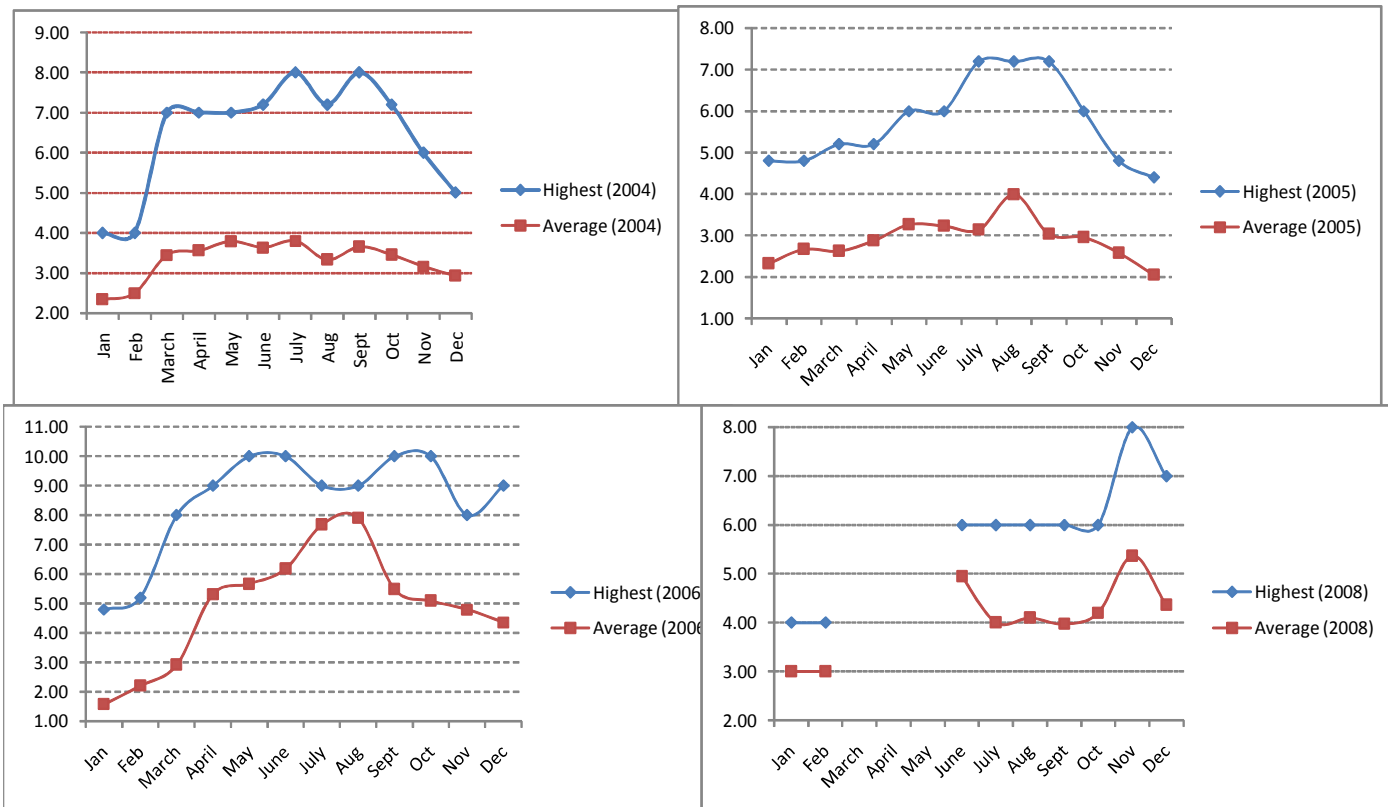 9.00
8.00
7.00
6.00
5.00
4.00
3.00
2.00
Jan
Feb
March
April
May
June
July
Aug
Sept
Oct
Nov
Dec
Highest (2004)
Average (2004)
8.00
7.00
6.00
5.00
4.00
3.00
2.00
1.00
Jan
Feb
March
April
May
June
July
Aug
Sept
Oct
Nov
Dec
Highest (2005)
Average (2005)
11.00
10.00
9.00
8.00
7.00
6.00
5.00
4.00
3.00
2.00
1.00
Jan
Feb
March
April
May
June
July
Aug
Sept
Oct
Nov
Dec
Highest (2006
Average (2006
8.00
7.00
6.00
5.00
4.00
3.00
2.00
Jan
Feb
March
April
May
June
July
Aug
Sept
Oct
Nov
Dec
Highest (2008)
Average (2008)